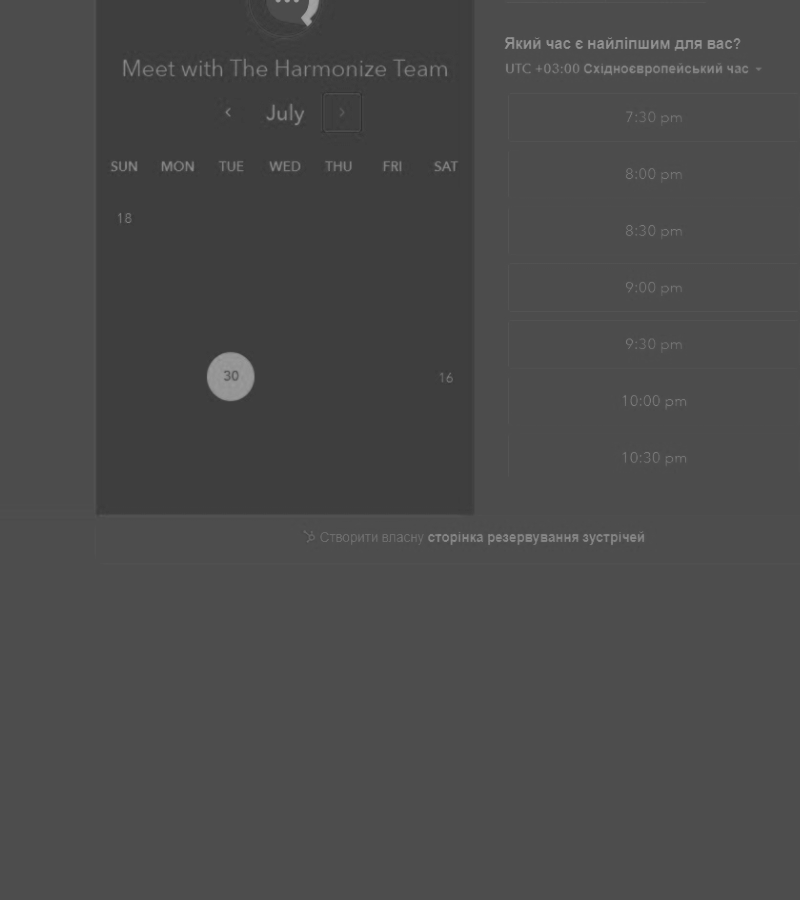 Meet with The Harmonize Team
July
SUN MON TUE WED THU FRI SAT
18
30
16
Який час є найліпшим для вас?
UTC +03:00 Східноєвропейський час
7:30 pm
8:00 pm
8:30 pm
9:00 pm
9:30 pm
10:00 pm
10:30 pm
Створити власну сторінка резервування зустрічей